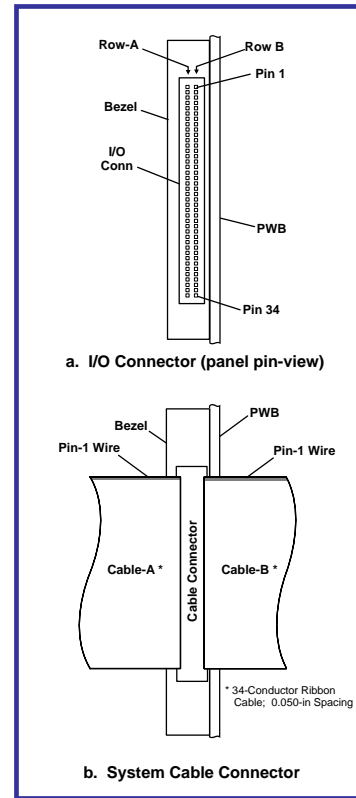 Row-A
Row B
Pin 1
Bezel
I/O
Conn
PWB
Pin 34
a. I/O Connector (panel pin-view)
PWB
Bezel
Pin-1 Wire
Pin-1 Wire
Cable-A *
Cable Connector
Cable-B *
* 34-Conductor Ribbon
Cable; 0.050-in Spacing
b. System Cable Connector